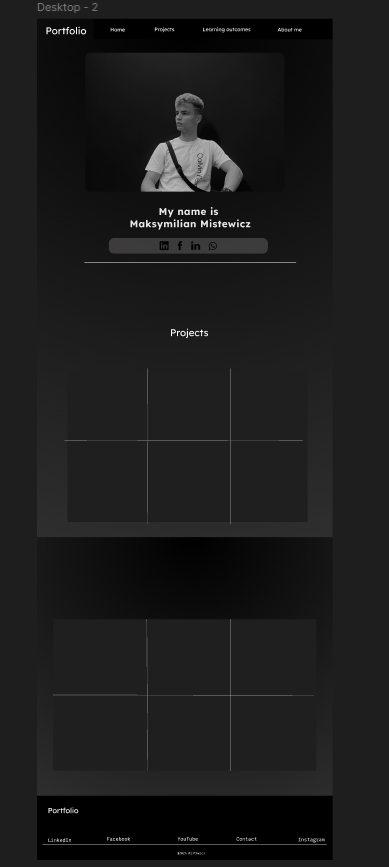 Desktop - 2
Portfolio Home Projects Learning outcomes About me
My name is
Maksymilian Mistewicz
Projects
Portfolio
LinkedIn Facebook YouTube Contact Instagram